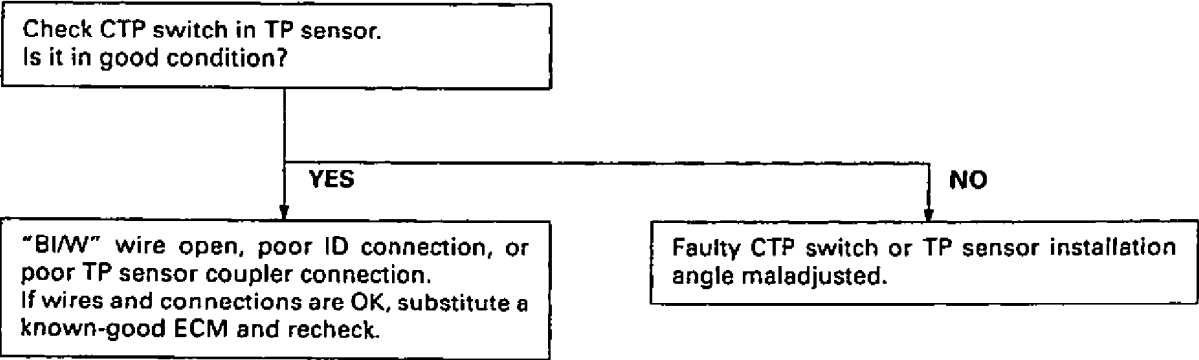 Check CTP switch in TP sensor.
Is it in good condition?
YES
NO
"Bl/W" wire open, poor ID connection, or
poor TP sensor coupler connection.
If wires and connections are OK, substitute a
known-good ECM and recheck.
Faulty CTP switch or TP sensor installation
angle maladjusted.